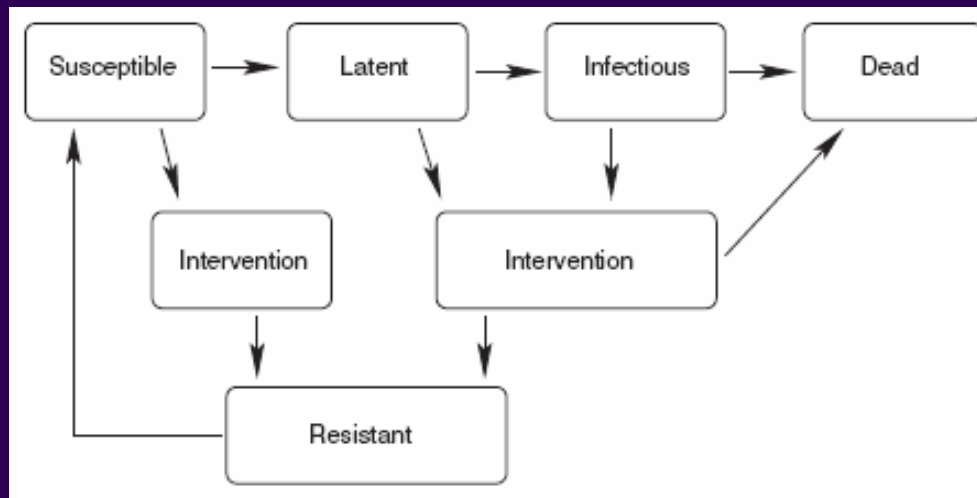 Susceptible
Latent
Infectious
Dead
Intervention
Intervention
Resistant